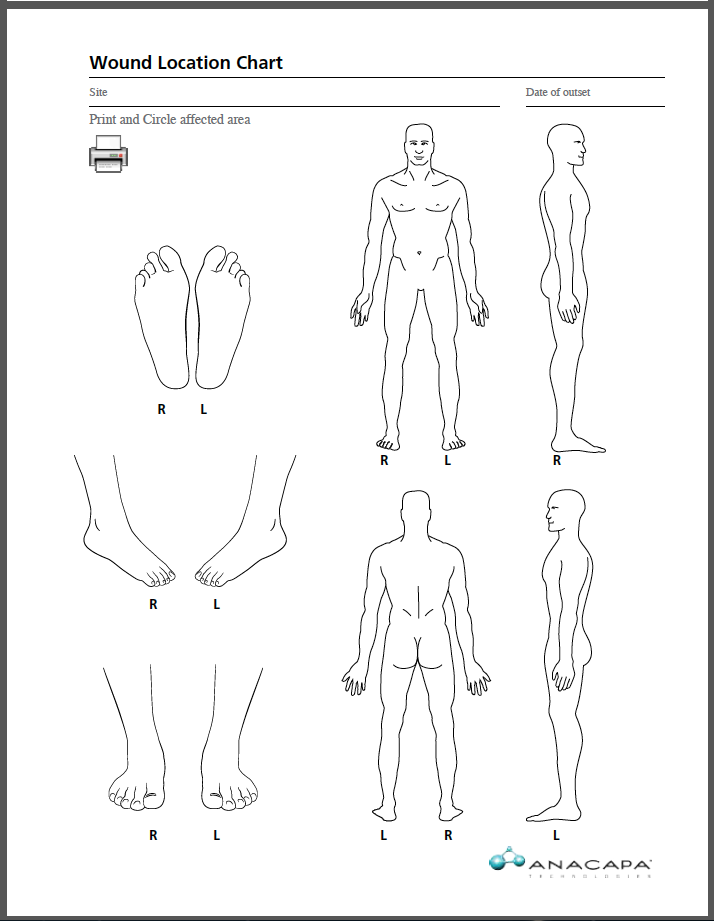 Wound Location Chart
Site Date of outset
Print and Circle affected area
R L
R L R
R L
R L
L R L
ANACAPA
TECHNOLOGIES